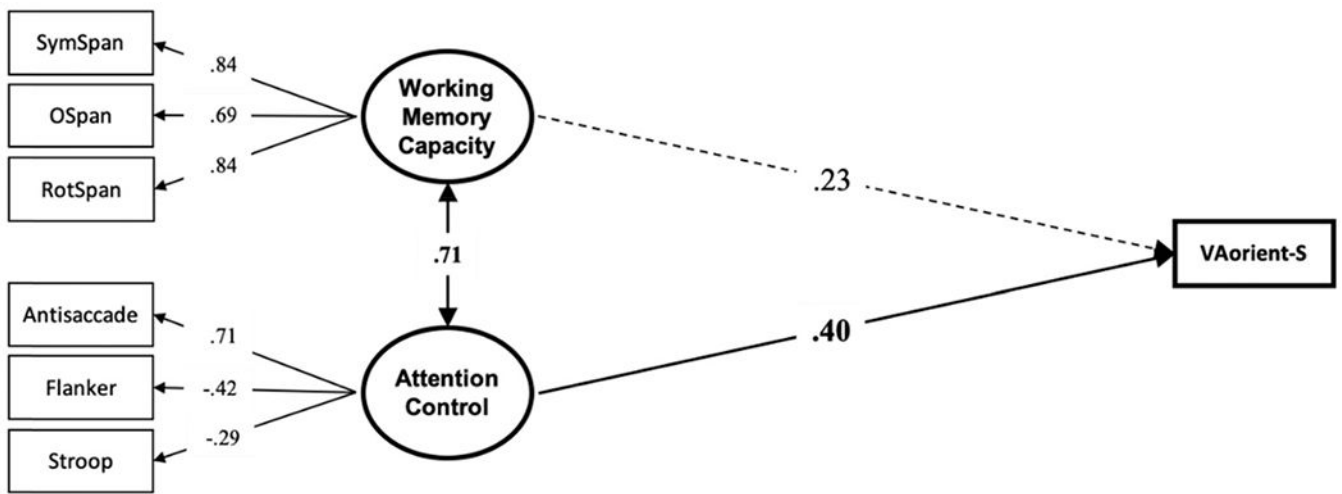 SymSpan
.84
OSpan
.69
RotSpan
.84
Working
Memory
Capacity
.23
.71
VAorient-S
Antisaccade
.71
Flanker
-.42
Stroop
-.29
Attention
Control
.40